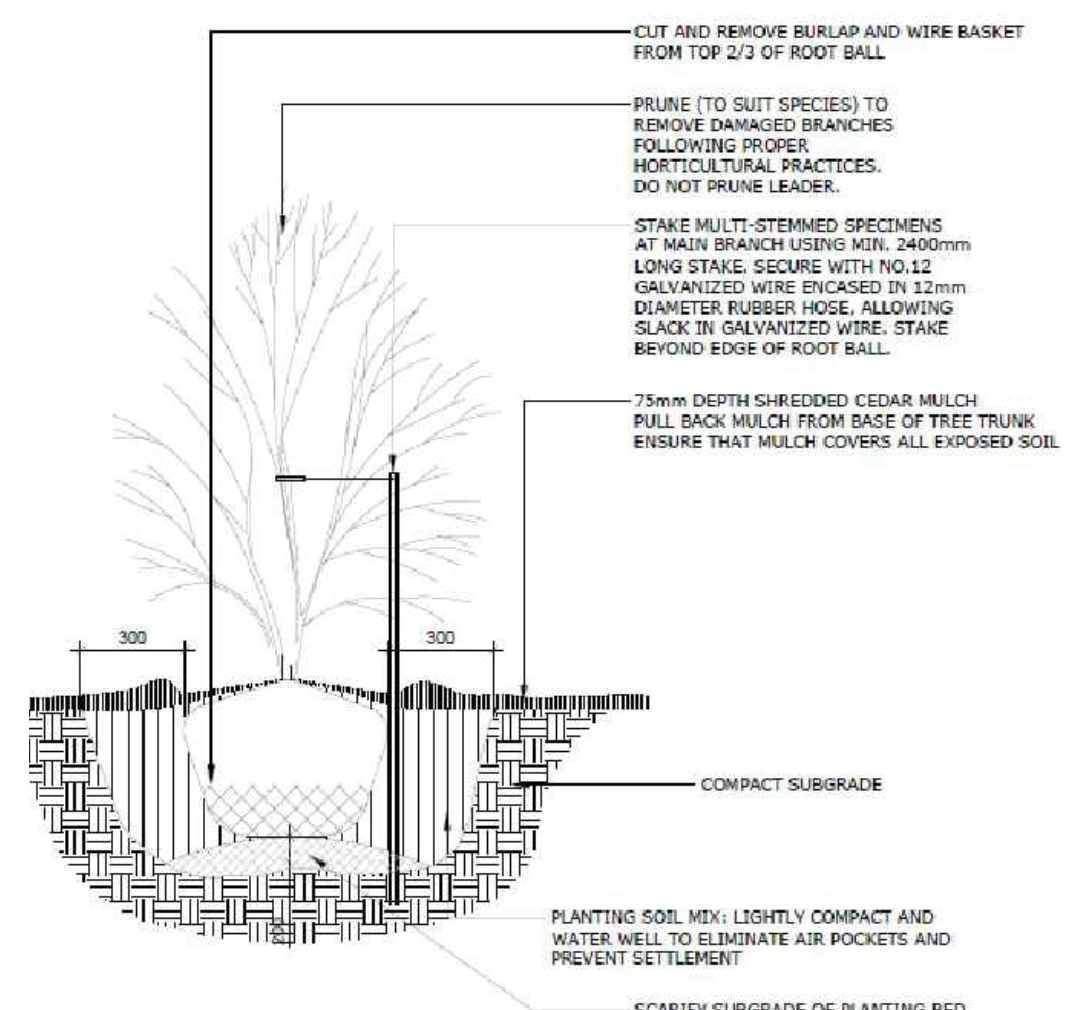 CUT AND REMOVE BURLAP AND WIRE BASKET
FROM TOP 2/3 OF ROOT BALL
PRUNE (TO SUIT SPECIES) TO
REMOVE DAMAGED BRANCHES
FOLLOWING PROPER
HORTICULTURAL PRACTICES.
DO NOT PRUNE LEADER.
STAKE MULTI-STEMMED SPECIMENS
AT MAIN BRANCH USING MIN. 2400mm
LONG STAKE. SECURE WITH NO.12
GALVANIZED WIRE ENCASED IN 12mm
DIAMETER RUBBER HOSE, ALLOWING
SLACK IN GALVANIZED WIRE. STAKE
BEYOND EDGE OF ROOT BALL.
75mm DEPTH SHREDDED CEDAR MULCH
PULL BACK MULCH FROM BASE OF TREE TRUNK
ENSURE THAT MULCH COVERS ALL EXPOSED SOIL
300
300
COMPACT SUBGRADE
PLANTING SOIL MIX: LIGHTLY COMPACT AND
WATER WELL TO ELIMINATE AIR POCKETS AND
PREVENT SETTLEMENT
SCARIFY SUBGRADE OF PLANTING BED